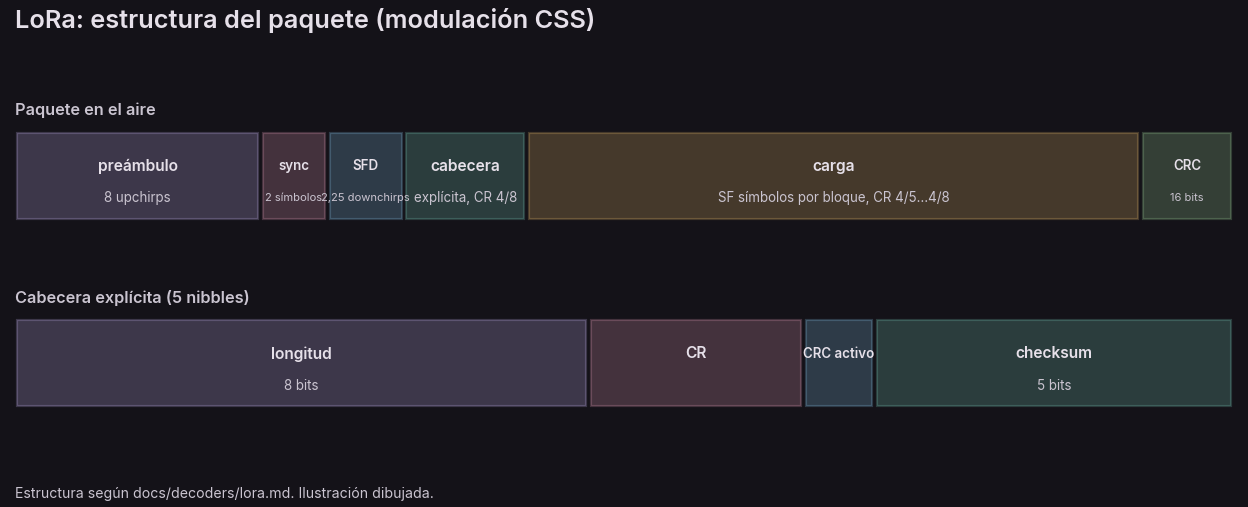 LoRa: estructura del paquete (modulación CSS)
Paquete en el aire
preámbulo sync SFD cabecera carga CRC
8 upchirps 2 símbolos 2,25 downchirps explícita, CR 4/8 SF símbolos por bloque, CR 4/5…4/8 16 bits
Cabecera explícita (5 nibbles)
longitud CR CRC activo checksum
8 bits 5 bits
Estructura según docs/decoders/lora.md. Ilustración dibujada.